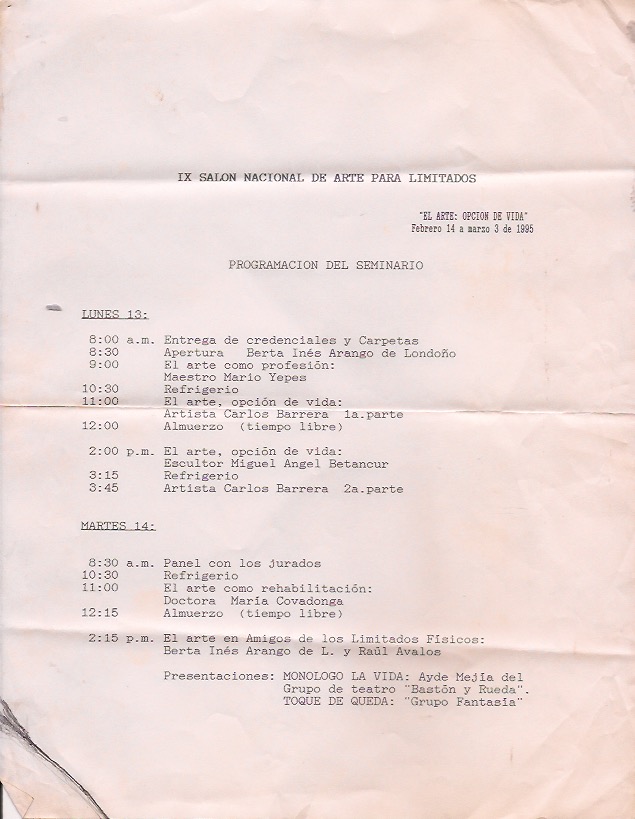 IX SALON NACIONAL DE ARTE PARA LIMITADOS
"EL ARTE: OPCION DE VIDA"
Febrero 14 a marzo 3 de 1995
PROGRAMACION DEL SEMINARIO
LUNES 13:
8:00 a.m. Entrega de credenciales y Carpetas
8:30 Apertura Berta Inés Arango de Londoño
9:00 El arte como profesión:
Maestro Mario Yepes
10:30 Refrigerio
11:00 El arte, opción de vida:
Artista Carlos Barrera 1a.parte
12:00 Almuerzo (tiempo libre)
2:00 p.m. El arte, opción de vida:
Escultor Miguel Angel Betancur
3:15 Refrigerio
3:45 Artista Carlos Barrera 2a.parte
MARTES 14:
8:30 a.m. Panel con los jurados
10:30 Refrigerio
11:00 El arte como rehabilitación:
Doctora María Covadonga
12:15 Almuerzo (tiempo libre)
2:15 p.m. El arte en Amigos de los Limitados Físicos:
Berta Inés Arango de L. y Raúl Avalos
Presentaciones: MONOLOGO LA VIDA: Ayde Mejía del
Grupo de teatro "Bastón y Rueda".
TOQUE DE QUEDA: "Grupo Fantasía"